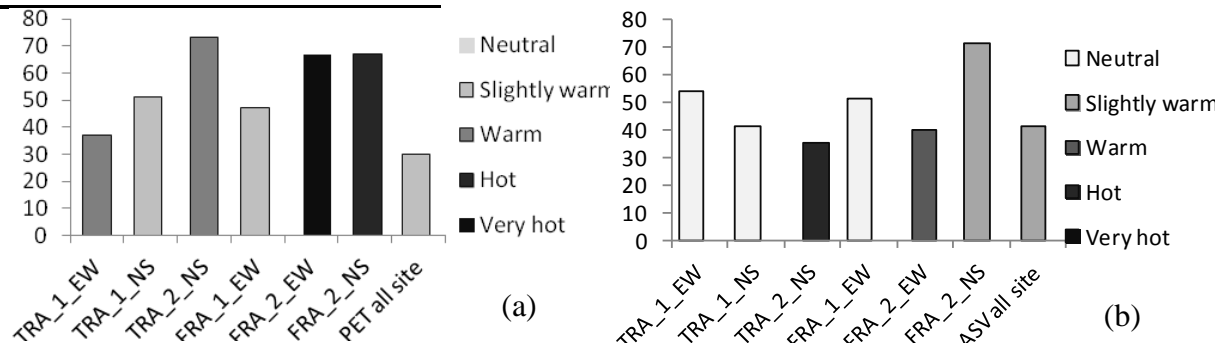 80
70
60
50
40
30
20
10
0
TRA_1_EW
TRA_1_NS
TRA_2_NS
FRA_1_EW
FRA_2_EW
FRA_2_NS
PET all site
Neutral
Slightly warm
Warm
Hot
Very hot
(a)
80
70
60
50
40
30
20
10
0
TRA_1_EW
TRA_1_NS
TRA_2_NS
FRA_1_EW
FRA_2_EW
FRA_2_NS
ASV all site
Neutral
Slightly warm
Warm
Hot
Very hot
(b)